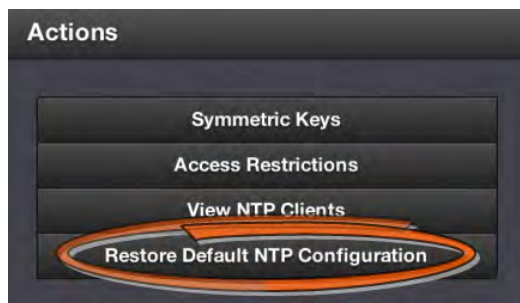 Actions
Symmetric Keys
Access Restrictions
View NTP Clients
Restore Default NTP Configuration